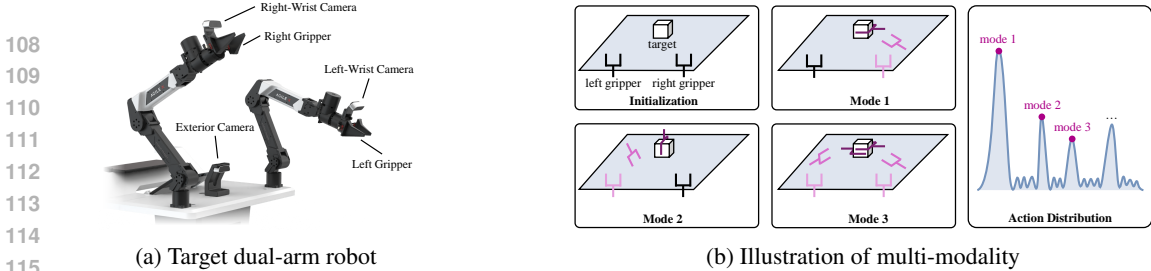 108
109
110
111
112
113
114
115
Right-Wrist Camera
Right Gripper
Left-Wrist Camera
Exterior Camera
Left Gripper
(a) Target dual-arm robot
target
left gripper
right gripper
Initialization
Mode 1
Mode 2
Mode 3
mode 1
mode 2
mode 3
...
Action Distribution
(b) Illustration of multi-modality